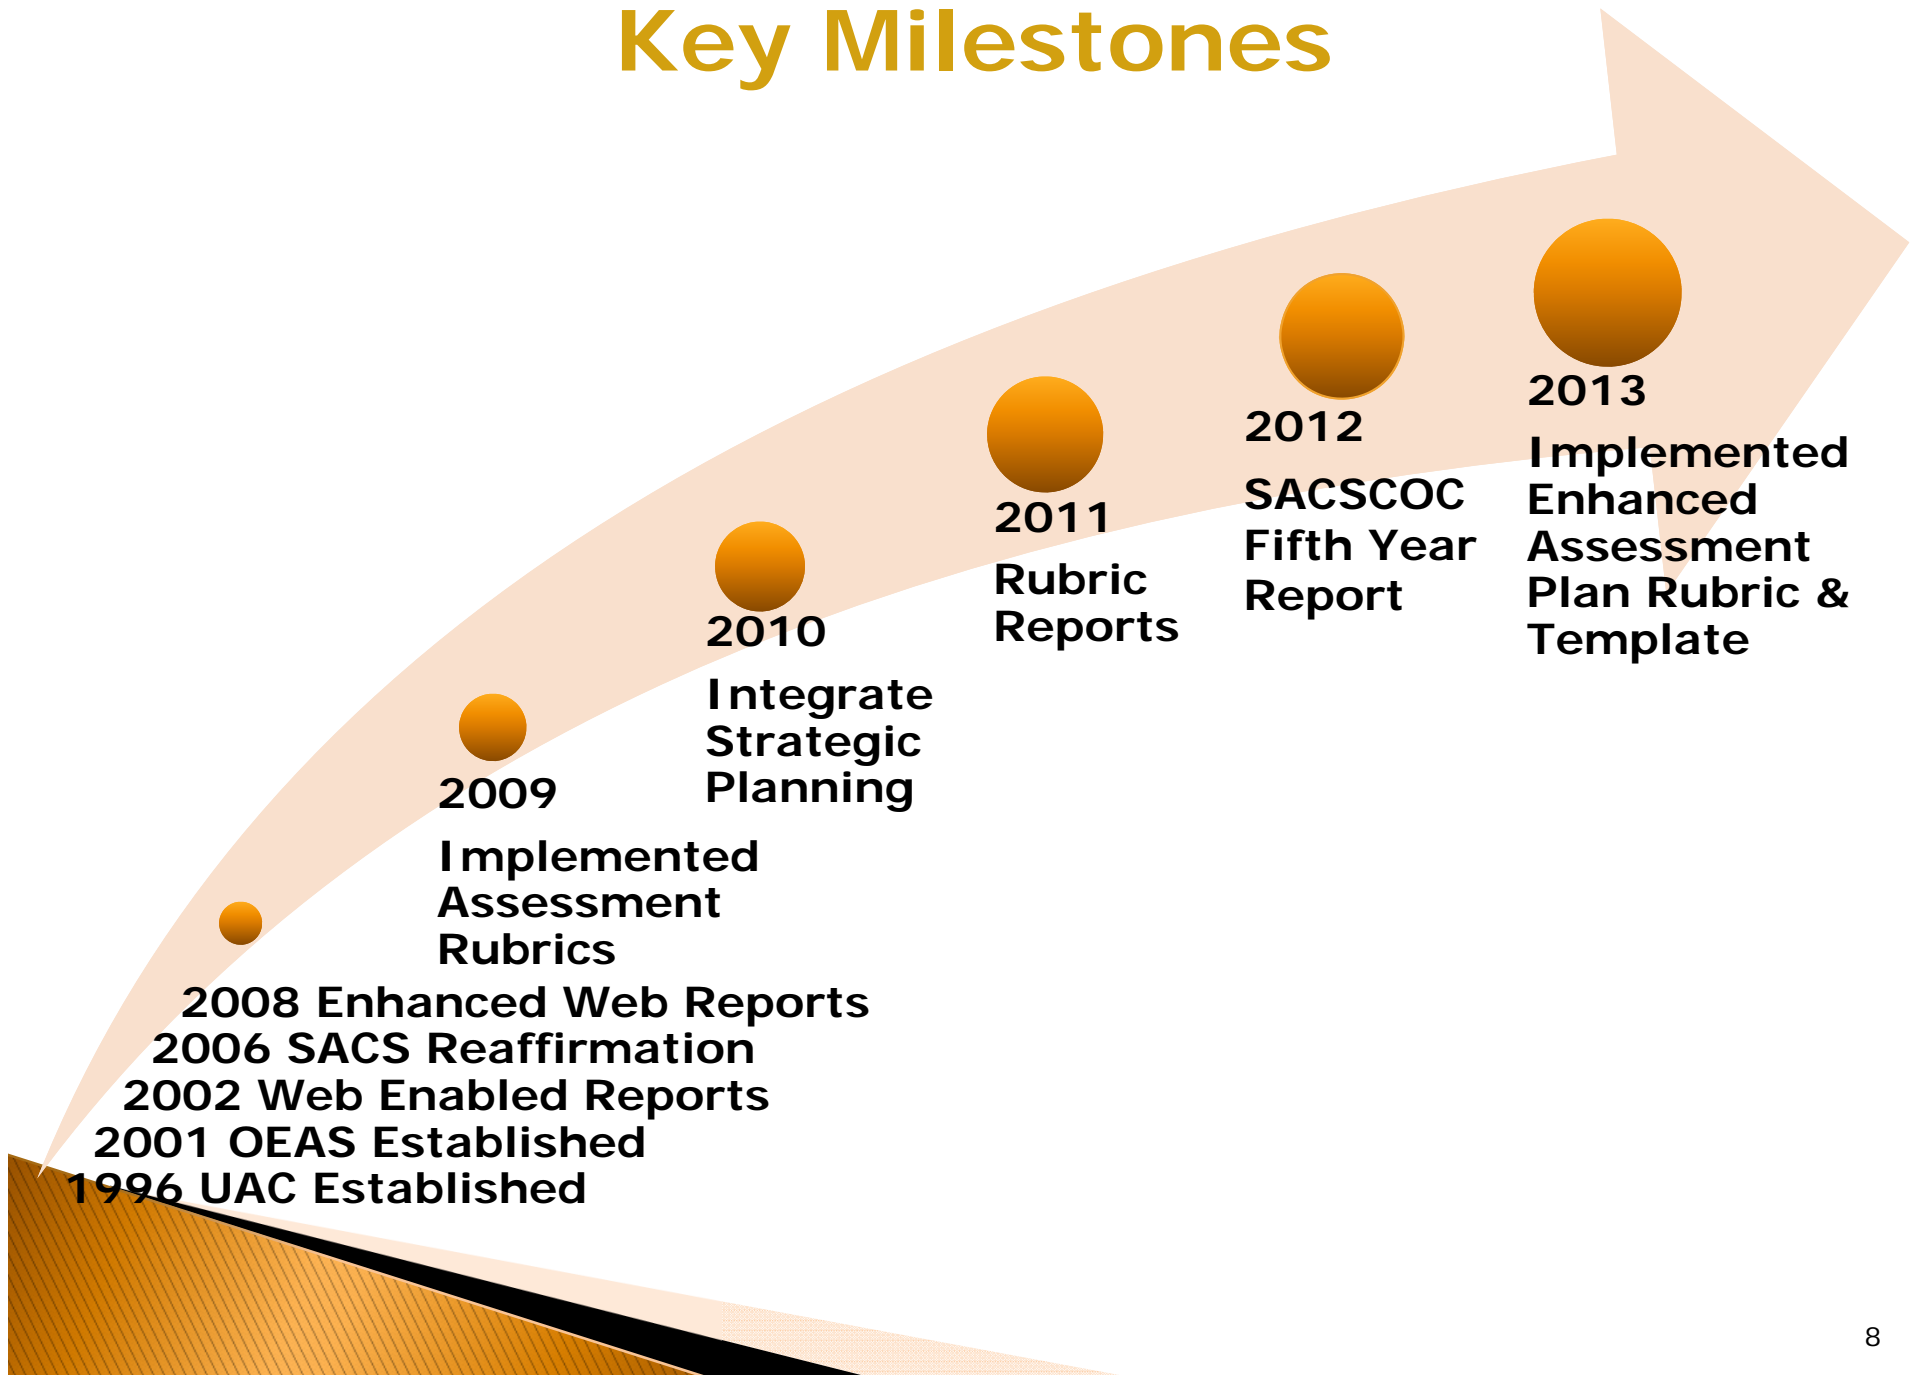 Key Milestones
2013
Implemented
Enhanced
Assessment
Plan Rubric &
Template
2012
SACSCOC
Fifth Year
Report
2011
Rubric
Reports
2010
Integrate
Strategic
Planning
2009
Implemented
Assessment
Rubrics
2008 Enhanced Web Reports
2006 SACS Reaffirmation
2002 Web Enabled Reports
2001 OEAS Established
1996 UAC Established
8